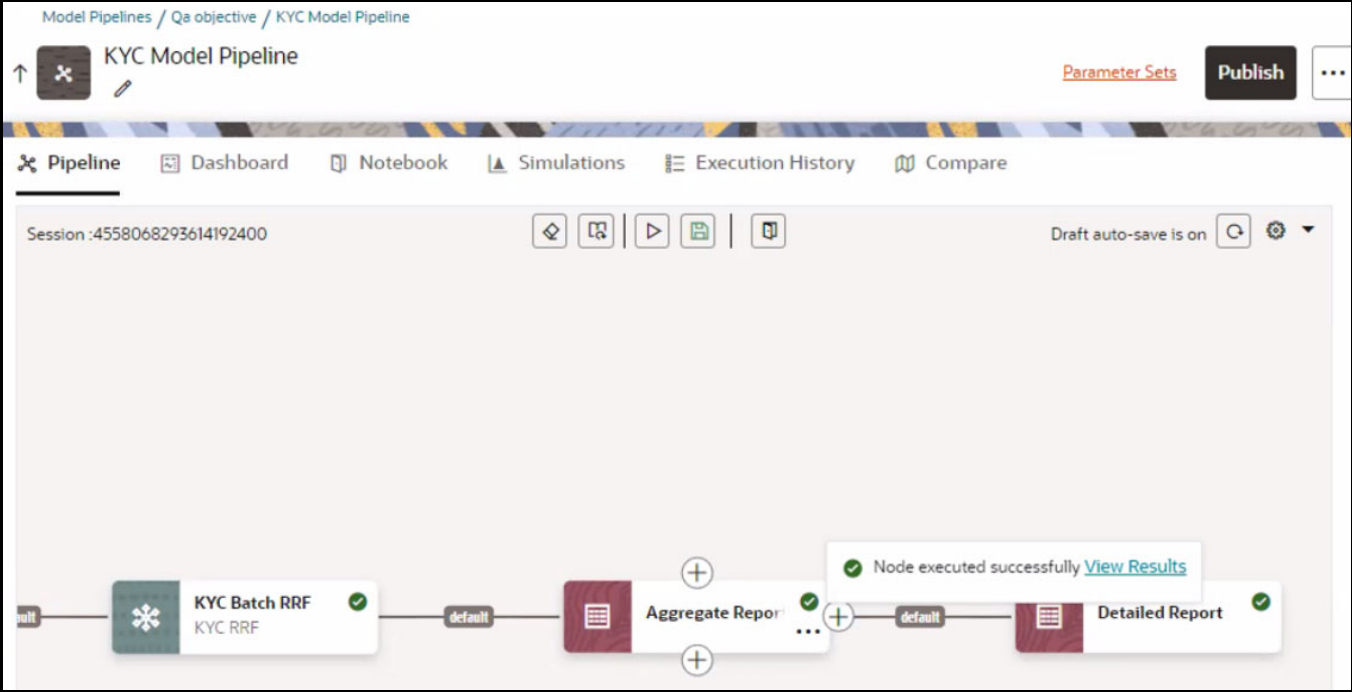 Model Pipelines / Qa objective / KYC Model Pipeline
KYC Model Pipeline
Parameter Sets
Publish
Pipeline Dashboard Notebook Simulations Execution History Compare
Session :4558068293614192400
Draft auto-save is on
Node executed successfully View Results
ault
KYC Batch RRF
KYC RRF
default
Aggregate Repor
default
Detailed Report